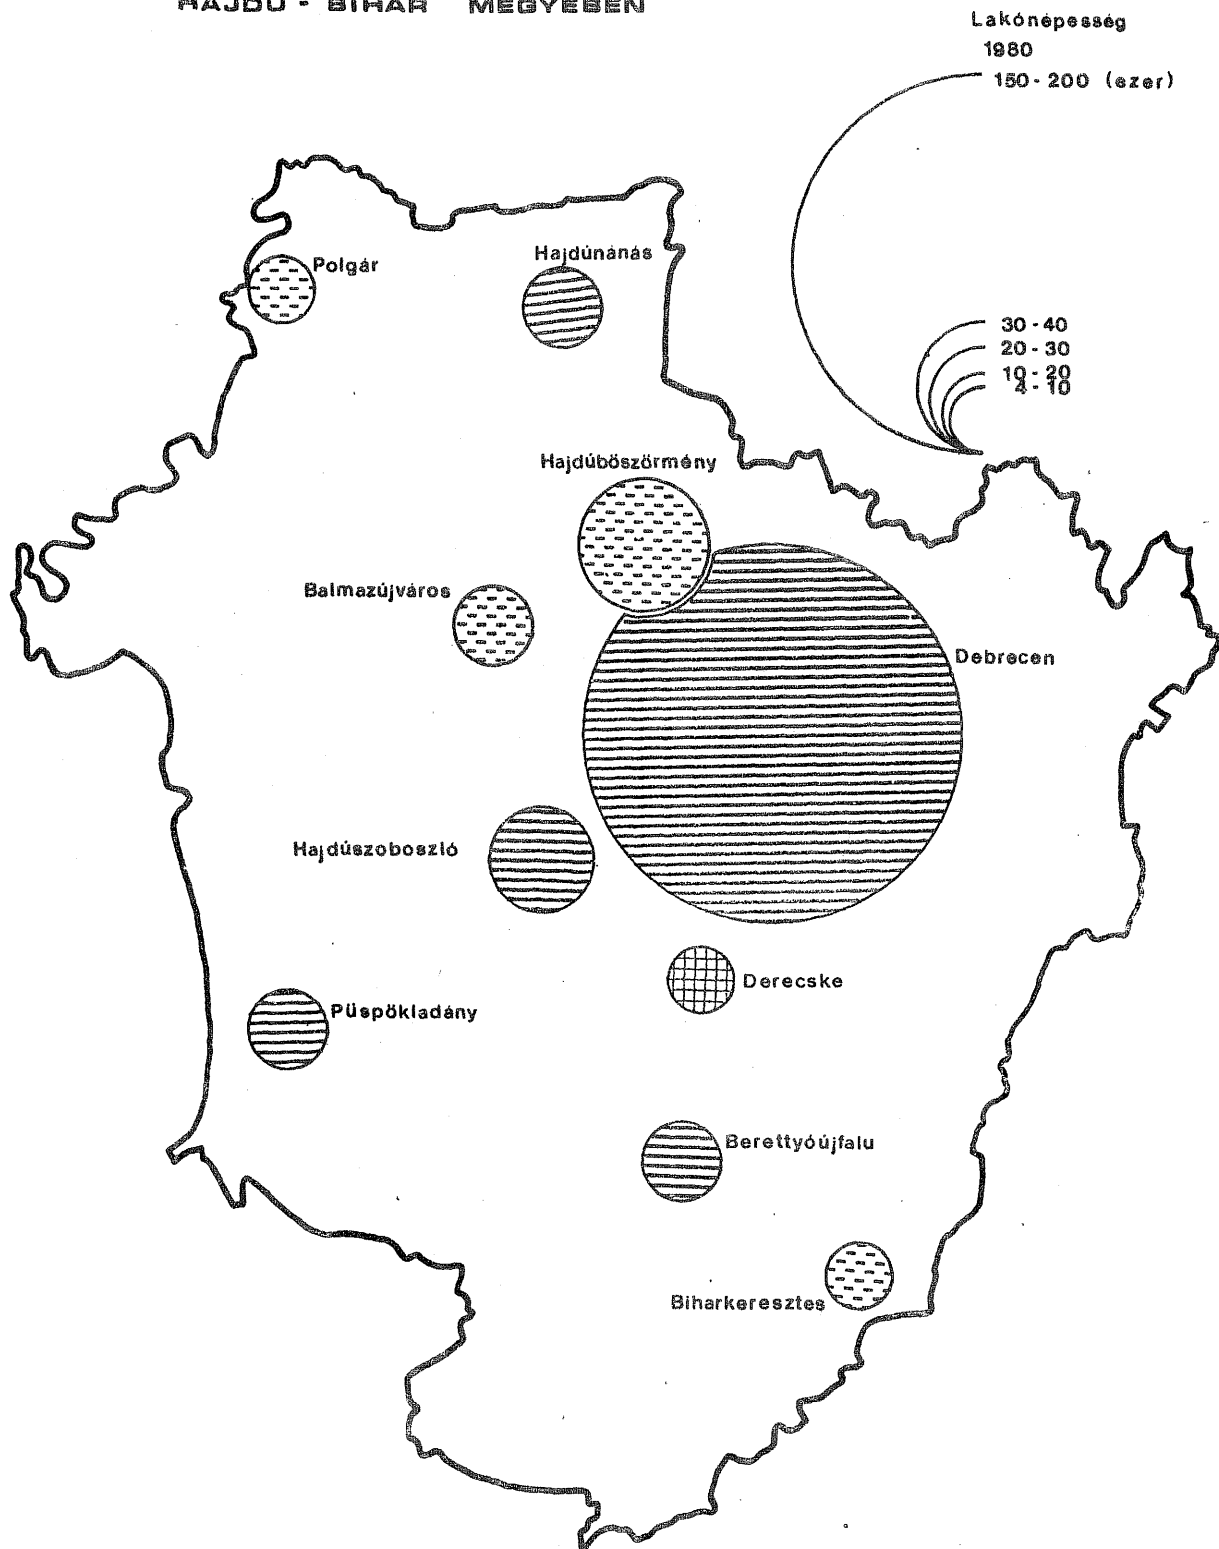 HAJDÚ - BIHAR MEGYÉBEN
Lakónépesség
1980
150 - 200 (ezer)
Polgár
Hajdúnánás
30 - 40
20 - 30
10 - 20
4 - 10
Hajdúböszörmény
Balmazújváros
Debrecen
Hajdúszoboszló
Derecske
Püspökladány
Berettyóújfalu
Biharkeresztes